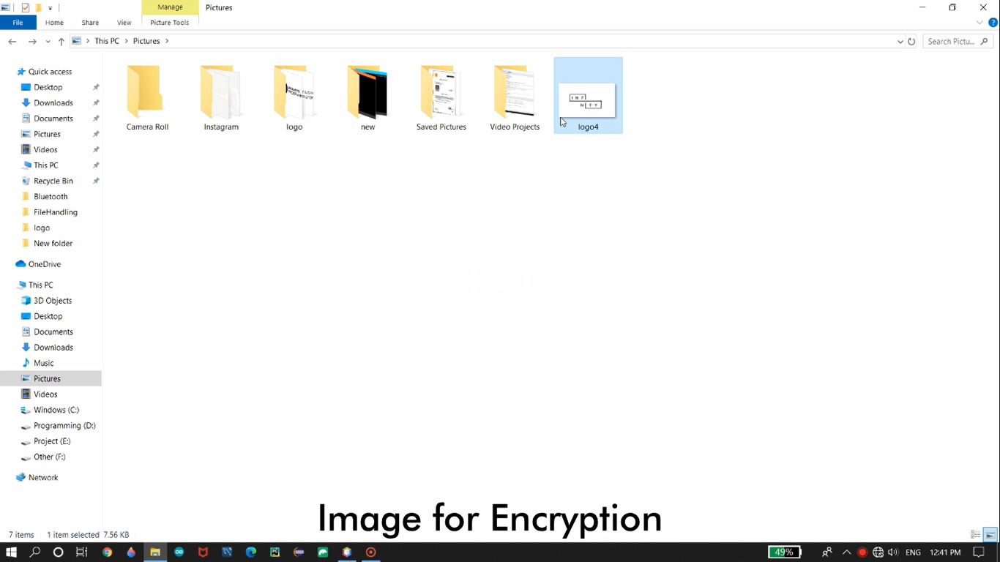 Manage
Pictures
File
Home
Share
View
Picture Tools
This PC
Pictures
Search Pictu...
Quick access
Desktop
Downloads
Documents
Pictures
Videos
This PC
Recycle Bin
Bluetooth
FileHandling
logo
New folder
OneDrive
This PC
3D Objects
Desktop
Documents
Downloads
Music
Pictures
Videos
Windows (C:)
Programming (D:)
Project (E:)
Other (F:)
Network
Camera Roll
Instagram
logo
new
Saved Pictures
Video Projects
INF
NTY
logo4
Image for Encryption
7 items 1 item selected 7.56 KB
49%
ENG
12:41 PM